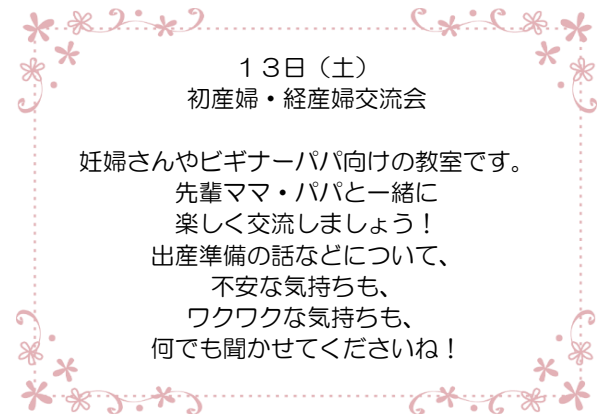 １３日（土）
初産婦・経産婦交流会
妊婦さんやビギナーパパ向けの教室です。
先輩ママ・パパと一緒に
楽しく交流しましょう！
出産準備の話などについて、
不安な気持ちも、
ワクワクな気持ちも、
何でも聞かせてくださいね！